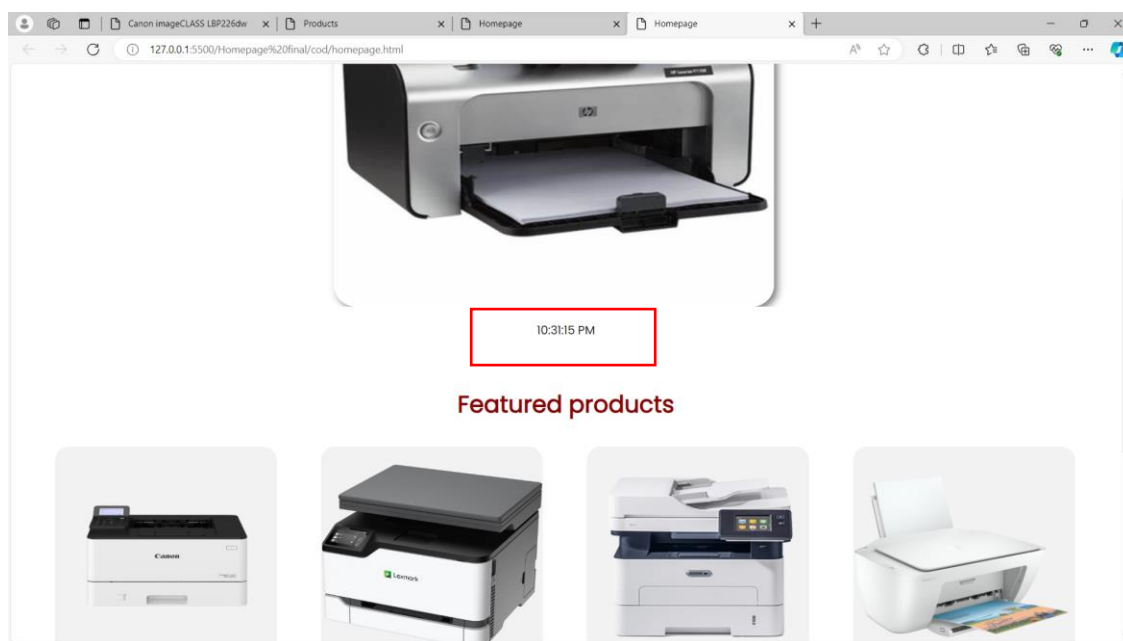 Canon imageCLASS LBP226dw
Products
Homepage
Homepage
127.0.0.1:5500/Homepage%20final/cod/homepage.html
hp
10:31:15 PM
Featured products
Canon
Lexmark